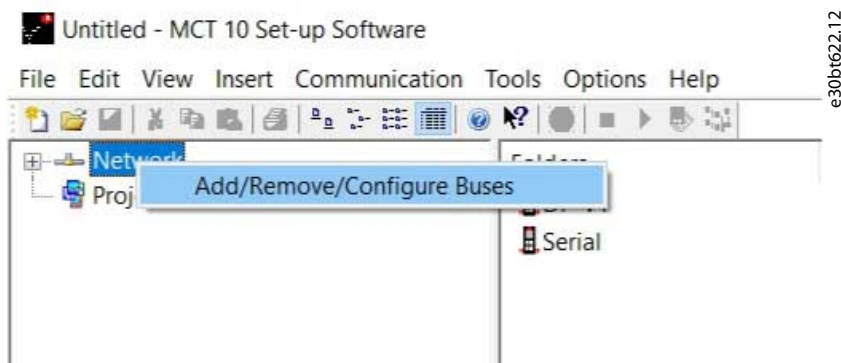 Untitled - MCT 10 Set-up Software
e30bt622.12
File Edit View Insert Communication Tools Options Help
Network
Add/Remove/Configure Buses
Serial